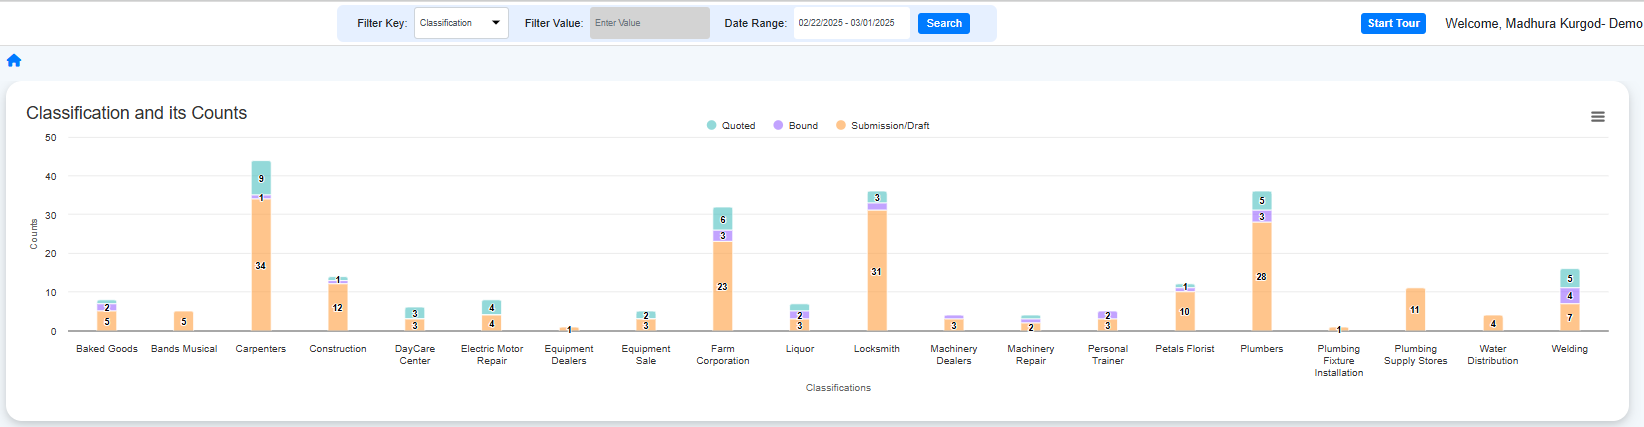 Filter Key: Classification Filter Value: Enter Value Date Range: 02/22/2025 - 03/01/2025 Search Start Tour Welcome, Madhura Kurgod- Demo
Classification and its Counts
Quoted Bound Submission/Draft
50
40
30
20
10
0
Counts
2
5
5
9
1
34
1
12
3
3
4
4
1
2
3
6
3
23
2
3
3
31
3
2
2
3
1
10
5
3
28
1
11
4
5
4
7
Baked Goods
Bands Musical
Carpenters
Construction
DayCare
Center
Electric Motor
Repair
Equipment
Dealers
Equipment
Sale
Farm
Corporation
Liquor
Locksmith
Machinery
Dealers
Machinery
Repair
Personal
Trainer
Petals Florist
Plumbers
Plumbing
Fixture
Installation
Plumbing
Supply Stores
Water
Distribution
Welding
Classifications